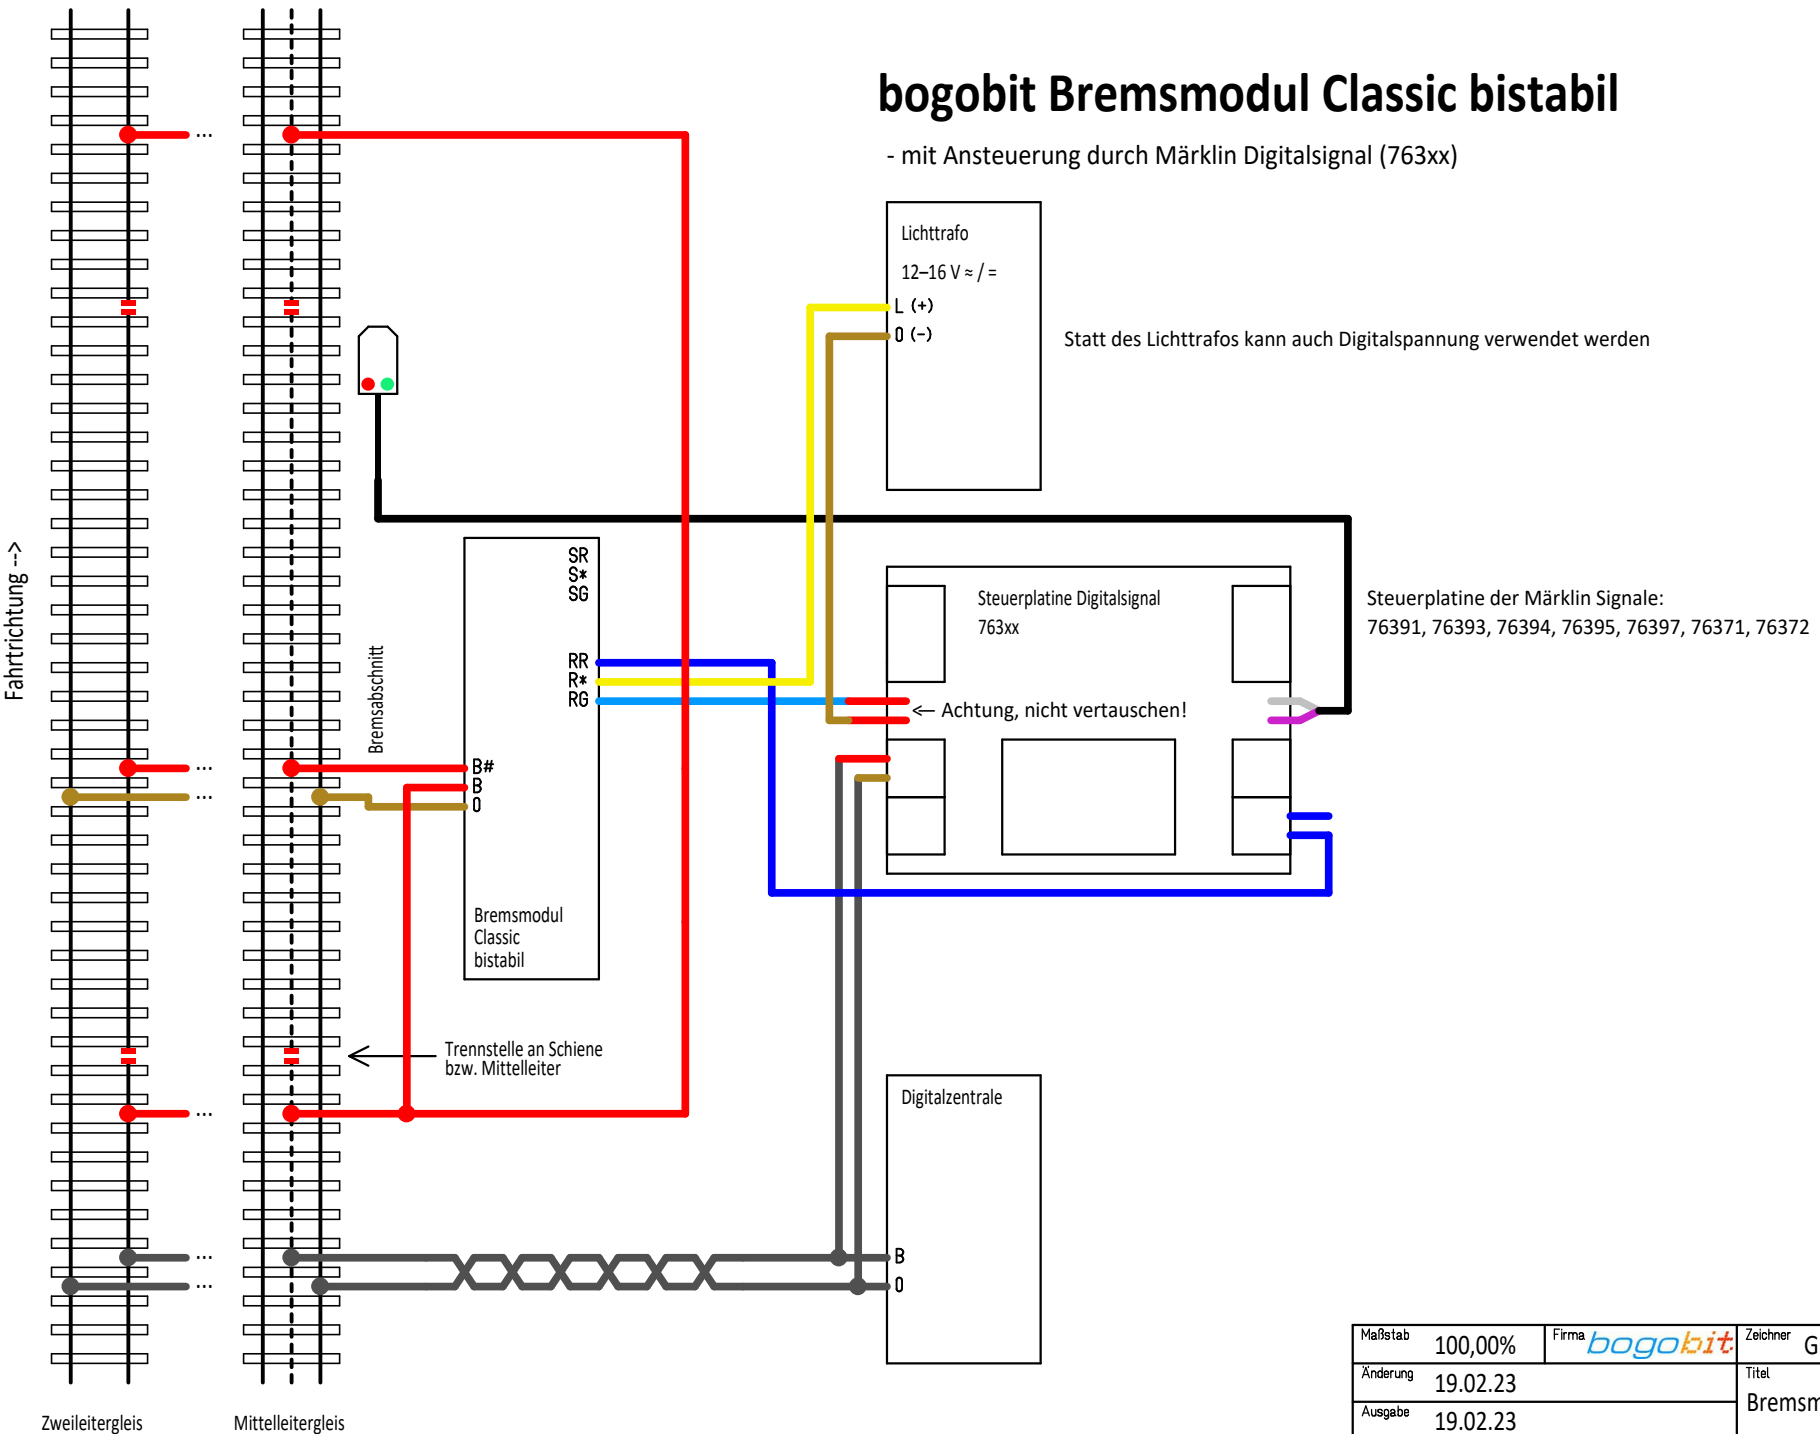 bogobit Bremsmodul Classic bistabil
- mit Ansteuerung durch Märklin Digitalsignal (763xx)
...
...
Lichttrafo
12–16 V ≈ / =
L (+)
0 (-)
Statt des Lichttrafos kann auch Digitalspannung verwendet werden
Fahrtrichtung -->
Bremsabschnitt
SR
S*
SG
RR
R*
RG
B#
B
0
Bremsmodul
Classic
bistabil
Steuerplatine Digitalsignal
763xx
← Achtung, nicht vertauschen!
Steuerplatine der Märklin Signale:
76391, 76393, 76394, 76395, 76397, 76371, 76372
...
Trennstelle an Schiene
bzw. Mittelleiter
...
Digitalzentrale
...
...
B
0
Zweileitergleis
Mittelleitergleis
Maßstab 100,00% Firma bogobit Zeichner G
Änderung 19.02.23 Titel
Ausgabe 19.02.23 Bremsm